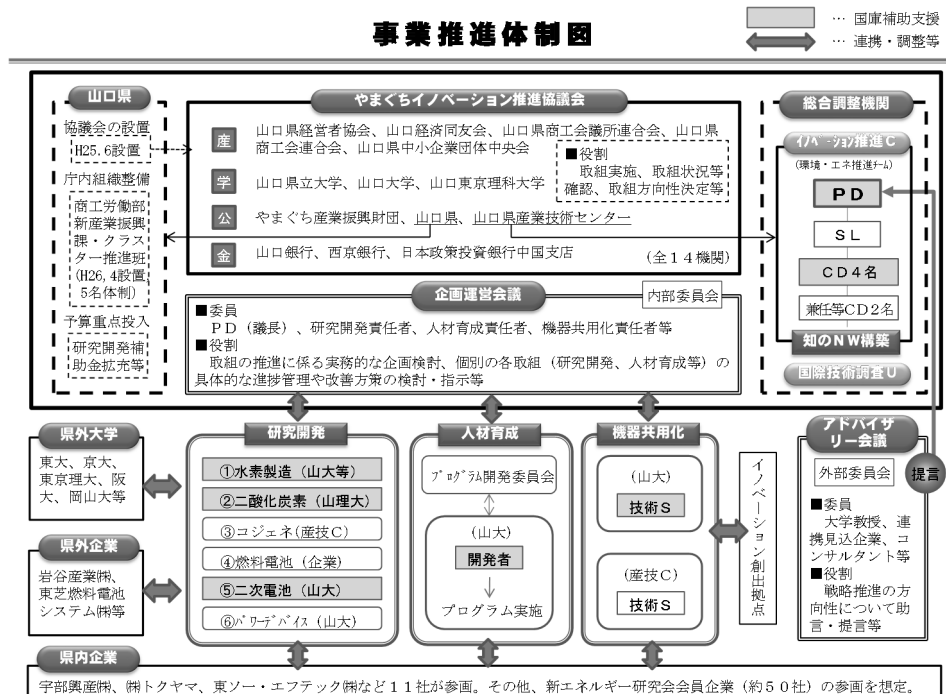 事業推進体制図
… 国庫補助支援
… 連携・調整等
山口県
協議会の設置
H25.6設置
庁内組織整備
商工労働部
新産業振興
課・クラス
ター推進班
(H26,4設置,
5名体制)
予算重点投入
研究開発補
助金拡充等
やまぐちイノベーション推進協議会
産
山口県経営者協会、山口経済同友会、山口県商工会議所連合会、山口県
商工会連合会、山口県中小企業団体中央会
■役割
取組実施、取組状況等
確認、取組方向性決定等
学
山口県立大学、山口大学、山口東京理科大学
公
やまぐち産業振興財団、山口県、山口県産業技術センター
金
山口銀行、西京銀行、日本政策投資銀行中国支店
(全14機関)
総合調整機関
イノベーション推進C
(環境・エネ推進チーム)
PD
SL
CD4名
兼任等CD2名
知のNW構築
国際技術調査U
企画運営会議
内部委員会
■委員
PD(議長)、研究開発責任者、人材育成責任者、機器共用化責任者等
■役割
取組の推進に係る実務的な企画検討、個別の各取組(研究開発、人材育成等)の
具体的な進捗管理や改善方策の検討・指示等
県外大学
東大、京大、
東京理大、阪
大、岡山大等
県外企業
岩谷産業㈱、
東芝燃料電池
システム㈱等
研究開発
①水素製造(山大等)
②二酸化炭素(山理大)
③コジェネ(産技C)
④燃料電池(企業)
⑤二次電池(山大)
⑥パワーデバイス(山大)
人材育成
プログラム開発委員会
(山大)
開発者
プログラム実施
機器共用化
(山大)
技術S
(産技C)
技術S
イノベーション創出拠点
アドバイザ
リー会議
外部委員会
提言
■委員
大学教授、連
携見込企業、コ
ンサルタント等
■役割
戦略推進の方
向性について助
言・提言等
県内企業
宇部興産㈱、㈱トクヤマ、東ソー・エフテック㈱など11社が参画。その他、新エネルギー研究会会員企業(約50社)の参画を想定。